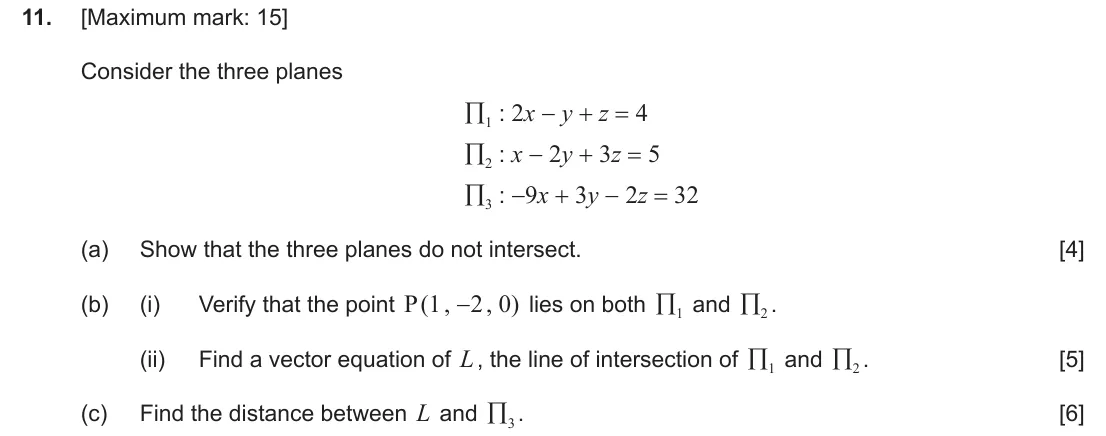 11. [Maximum mark: 15]
Consider the three planes
∏₁ : 2x − y + z = 4
∏₂ : x − 2y + 3z = 5
∏₃ : −9x + 3y − 2z = 32
(a) Show that the three planes do not intersect. [4]
(b) (i) Verify that the point P(1, −2, 0) lies on both ∏₁ and ∏₂.
(ii) Find a vector equation of L, the line of intersection of ∏₁ and ∏₂. [5]
(c) Find the distance between L and ∏₃. [6]